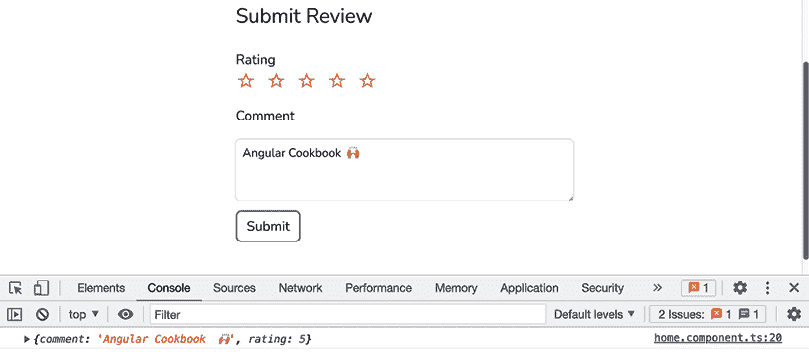 Submit Review
Rating
Comment
Angular Cookbook 🙌
Submit
Elements Console Sources Network Performance Memory Application Security » 1
top ▼ Filter Default levels ▼ 2 Issues: 1 1
▶ {comment: 'Angular Cookbook 🙌', rating: 5} home.component.ts:20